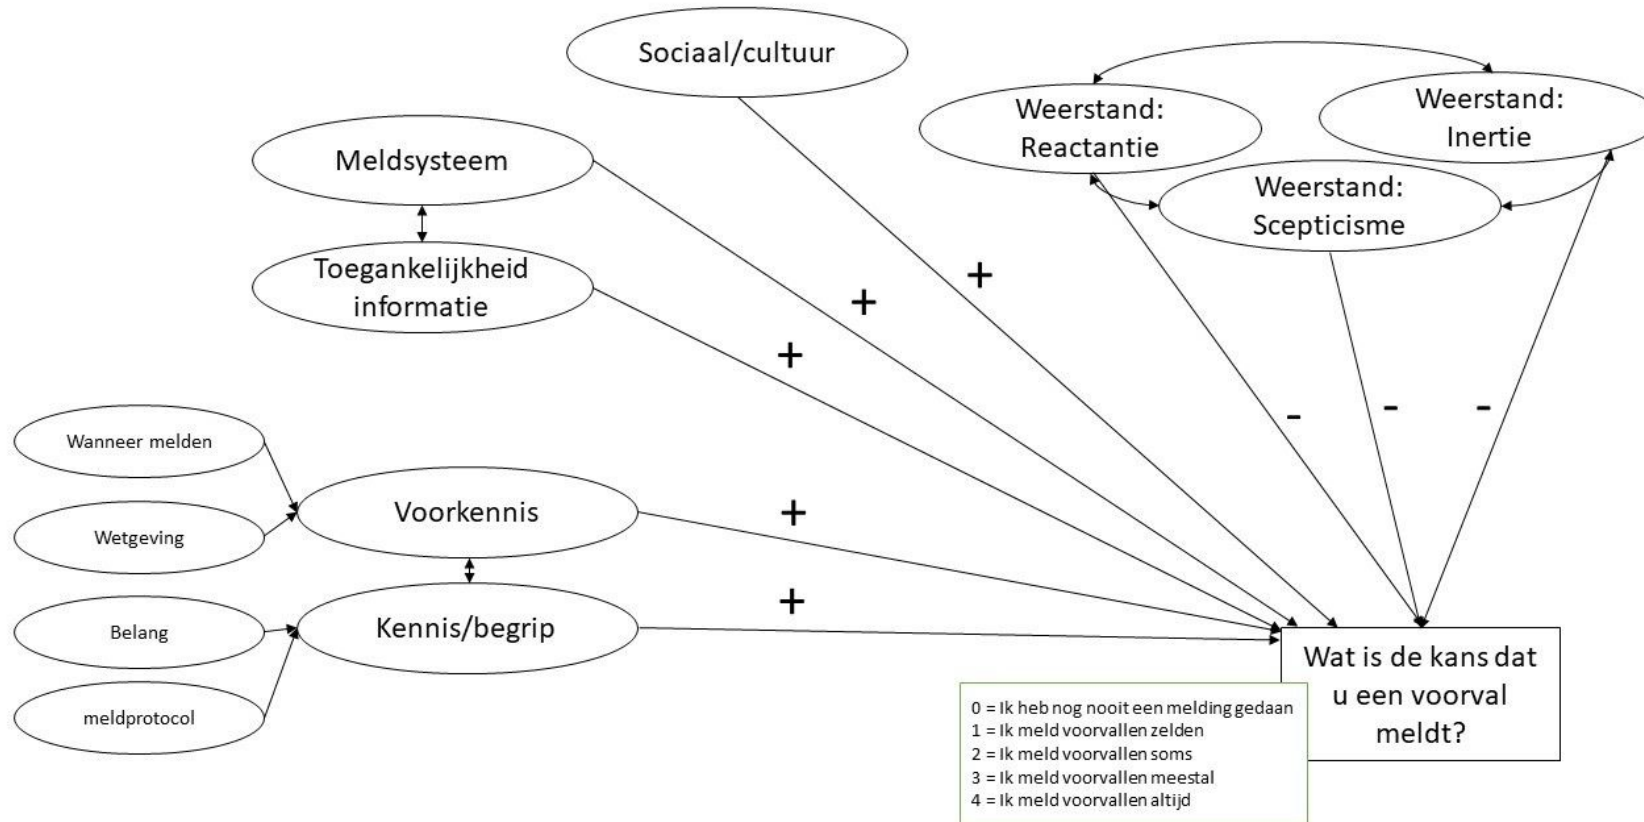 Sociaal/cultuur
Weerstand:
Reactantie
Weerstand:
Inertie
Weerstand:
Scepticisme
Meldsysteem
Toegankelijkheid
informatie
+
+
+
-
-
-
Wanneer melden
Wetgeving
Voorkennis
+
Belang
meldprotocol
Kennis/begrip
+
Wat is de kans dat
u een voorval
meldt?
0 = Ik heb nog nooit een melding gedaan
1 = Ik meld voorvallen zelden
2 = Ik meld voorvallen soms
3 = Ik meld voorvallen meestal
4 = Ik meld voorvallen altijd